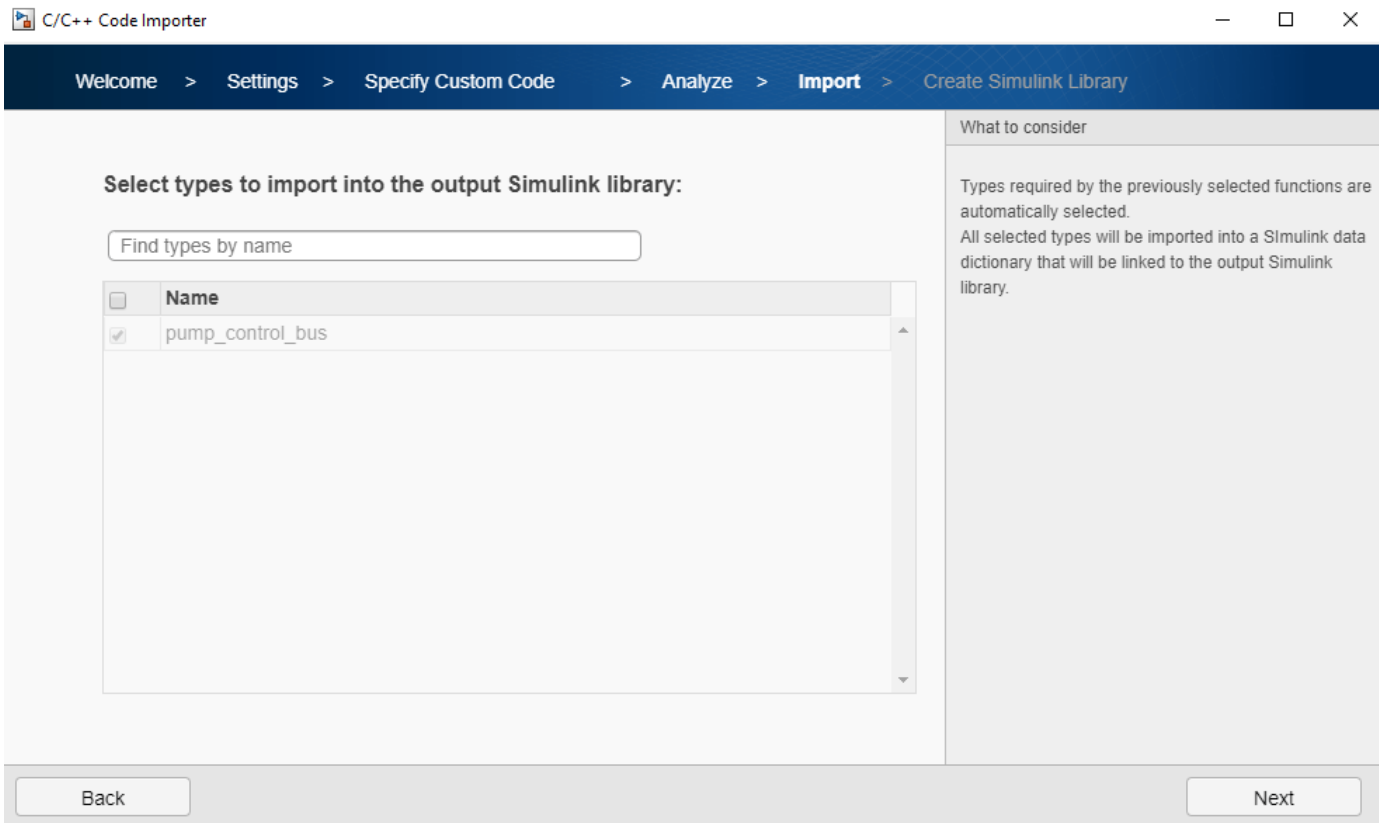 C/C++ Code Importer
Welcome > Settings > Specify Custom Code > Analyze > Import > Create Simulink Library
What to consider
Select types to import into the output Simulink library:
Find types by name
Name
pump_control_bus
Types required by the previously selected functions are
automatically selected.
All selected types will be imported into a SImulink data
dictionary that will be linked to the output Simulink
library.
Back
Next